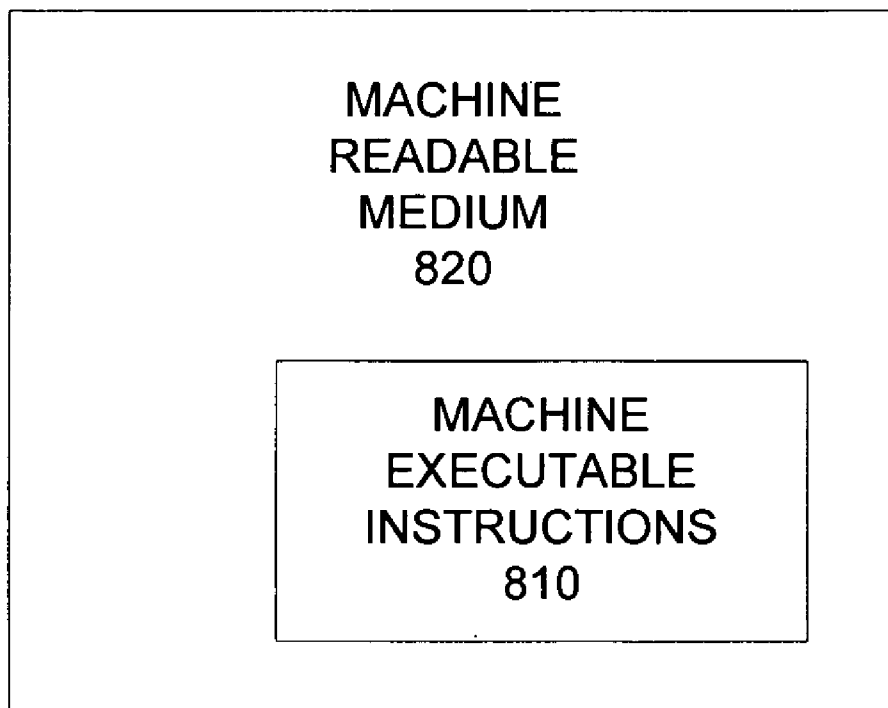 MACHINE
READABLE
MEDIUM
820
MACHINE
EXECUTABLE
INSTRUCTIONS
810